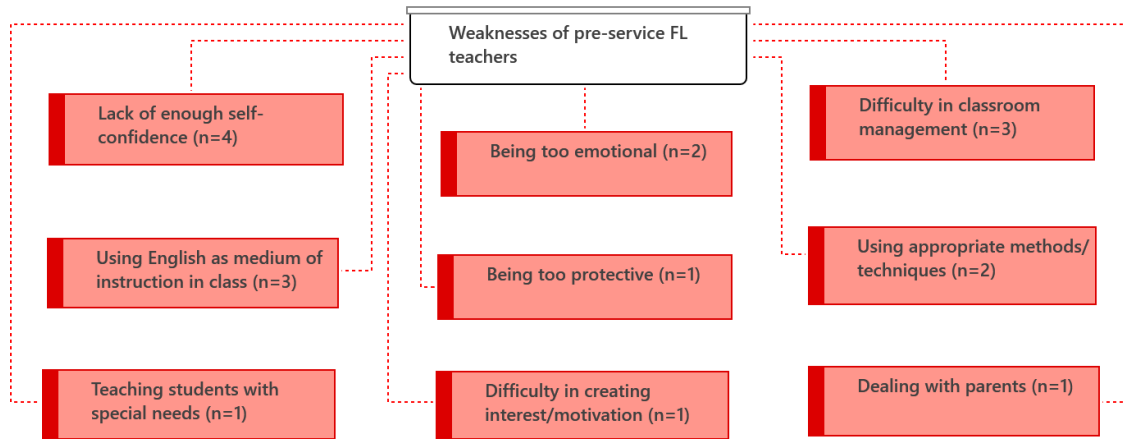 Weaknesses of pre-service FL
teachers
Lack of enough self-
confidence (n=4)
Being too emotional (n=2)
Difficulty in classroom
management (n=3)
Using English as medium of
instruction in class (n=3)
Being too protective (n=1)
Using appropriate methods/
techniques (n=2)
Teaching students with
special needs (n=1)
Difficulty in creating
interest/motivation (n=1)
Dealing with parents (n=1)